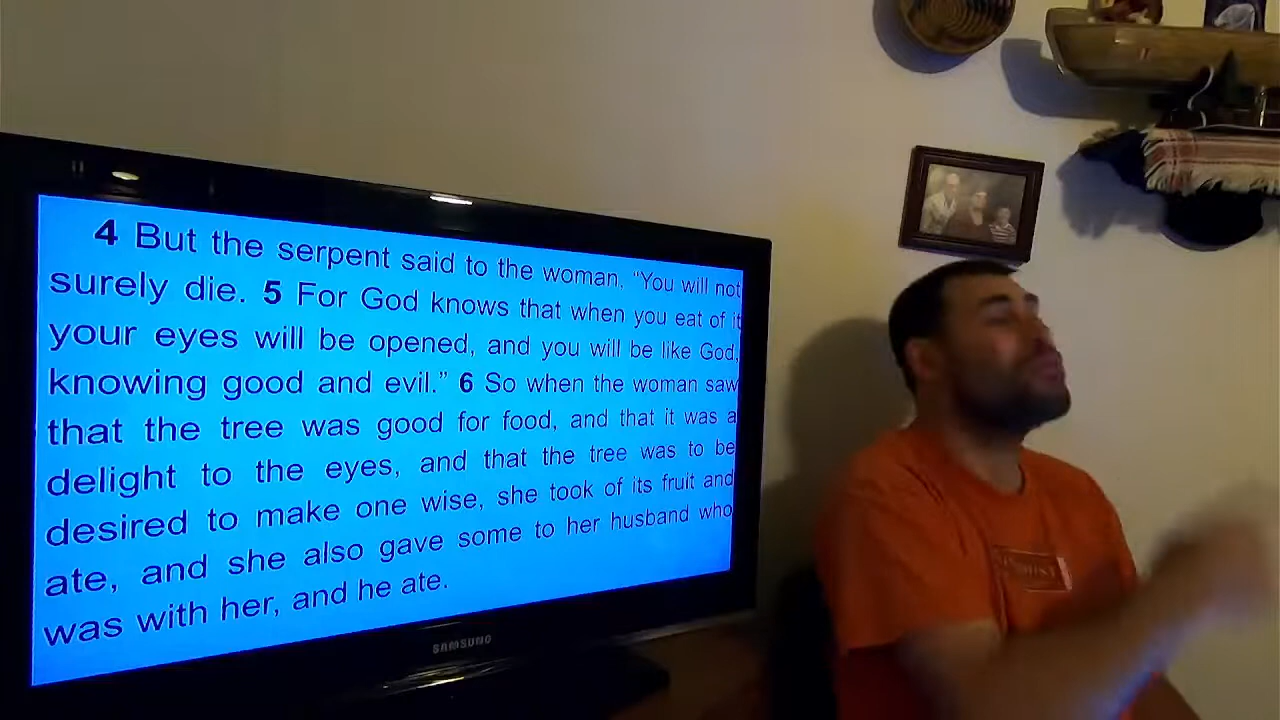 4 But the serpent said to the woman, “You will not
surely die. 5 For God knows that when you eat of it
your eyes will be opened, and you will be like God,
knowing good and evil.” 6 So when the woman saw
that the tree was good for food, and that it was a
delight to the eyes, and that the tree was to be
desired to make one wise, she took of its fruit and
ate, and she also gave some to her husband who
was with her, and he ate.
SAMSUNG